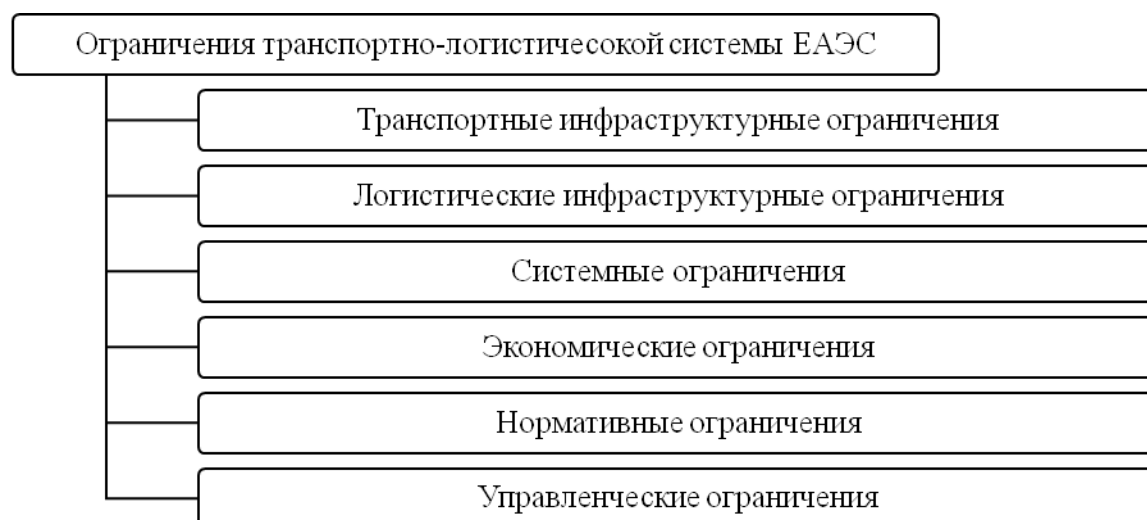 Ограничения транспортно-логистичесокой системы ЕАЭС
Транспортные инфраструктурные ограничения
Логистические инфраструктурные ограничения
Системные ограничения
Экономические ограничения
Нормативные ограничения
Управленческие ограничения